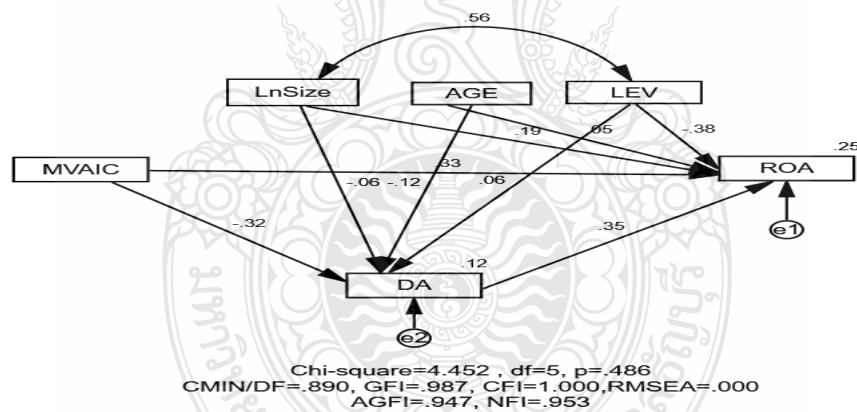 .56
LnSize
AGE
LEV
.19
.05
-.38
.25
MVAIC
.33
ROA
-.06
-.12
.06
-.32
.35
e1
.12
DA
e2
Chi-square=4.452 , df=5, p=.486
CMIN/DF=.890, GFI=.987, CFI=1.000,RMSEA=.000
AGFI=.947, NFI=.953